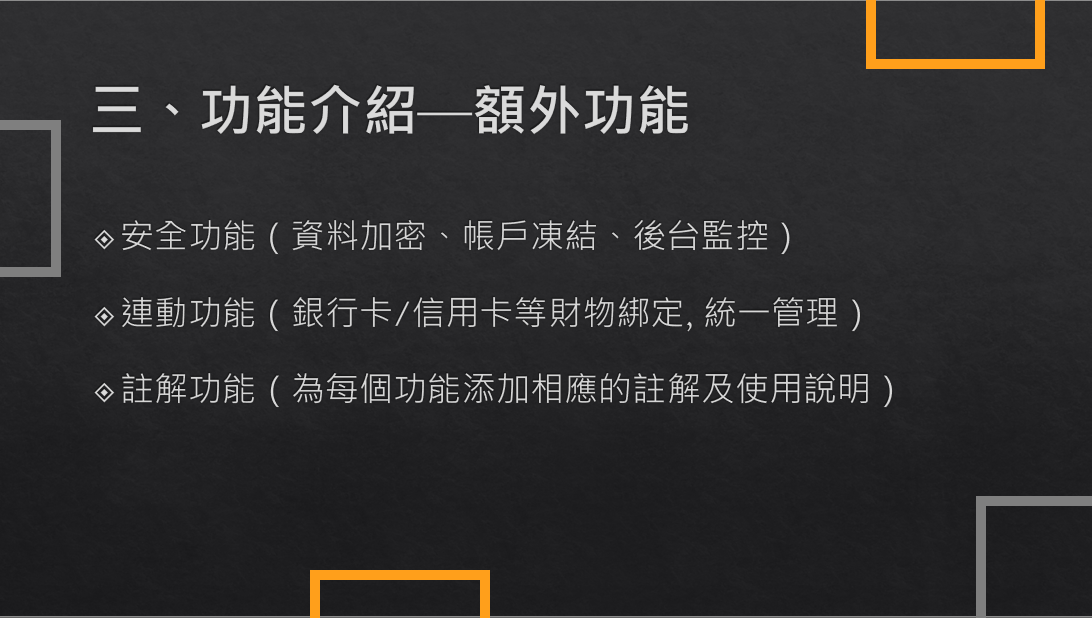 三、功能介紹—額外功能
安全功能（資料加密、帳戶凍結、後台監控）
連動功能（銀行卡/信用卡等財物綁定, 統一管理）
註解功能（為每個功能添加相應的註解及使用說明）